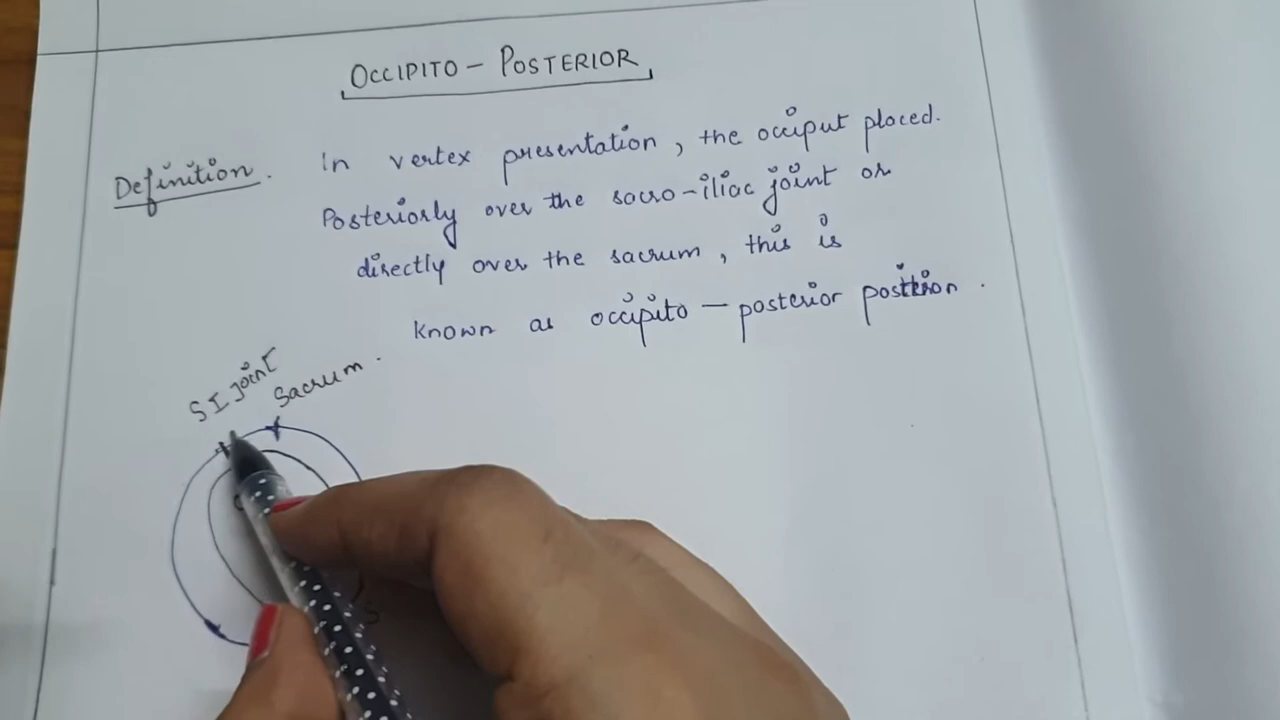 OCCIPITO – POSTERIOR
Definition. In vertex presentation, the occiput placed.
Posteriorly over the sacro-iliac joint or
directly over the sacrum, this is
known as occipito – posterior position.
SI joint
Sacrum.